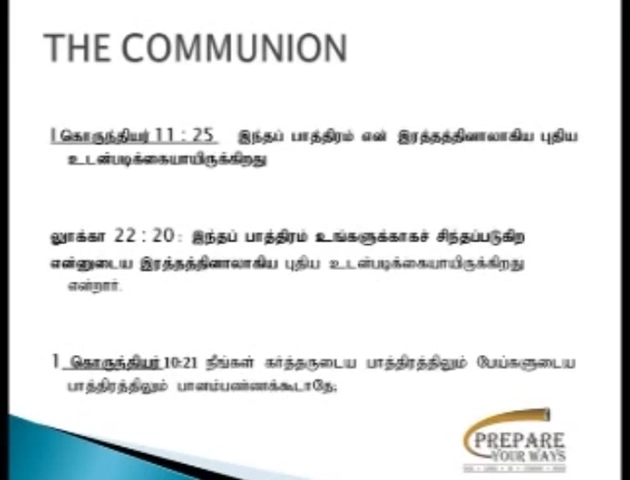 THE COMMUNION
I கொருந்தியர் 11 : 25 இந்தப் பாத்திரம் என் இரத்தத்தினாலாகிய புதிய
உடன்படிக்கையாயிருக்கிறது
லூாக்கா 22 : 20 : இந்தப் பாத்திரம் உங்களுக்காகச் சிந்தப்படுகிற
என்னுடைய இரத்தத்தினாலாகிய புதிய உடன்படிக்கையாயிருக்கிறது
என்றார்.
1 கொருந்தியர் 10:21 நீங்கள் கர்த்தருடைய பாத்திரத்திலும் பேய்களுடைய
பாத்திரத்திலும் பானம்பண்ணக்கூடாதே;
PREPARE
YOUR WAYS